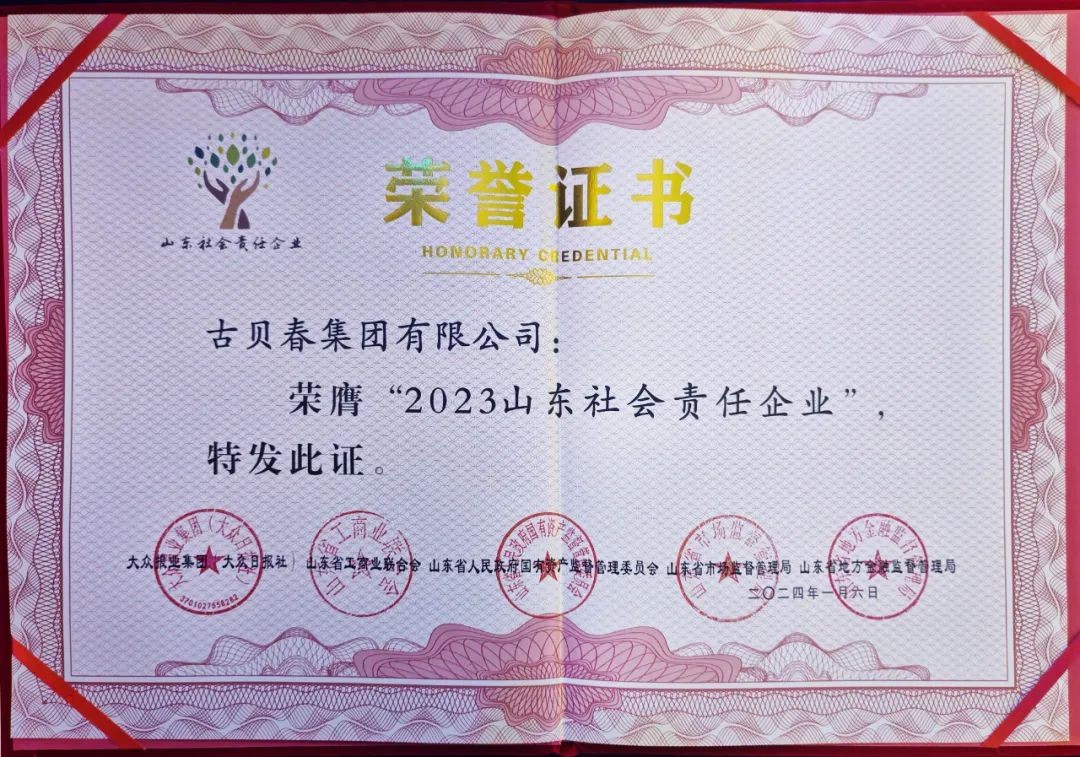 荣誉证书
HONORARY CREDENTIAL
山东社会责任企业
古贝春集团有限公司：
荣膺“2023山东社会责任企业”，
特发此证。
大众报业集团（大众日报社） 山东省工商业联合会 山东省人民政府国有资产监督管理委员会 山东省市场监督管理局 山东省地方金融监督管理局
二〇二四年一月六日
3701027658282